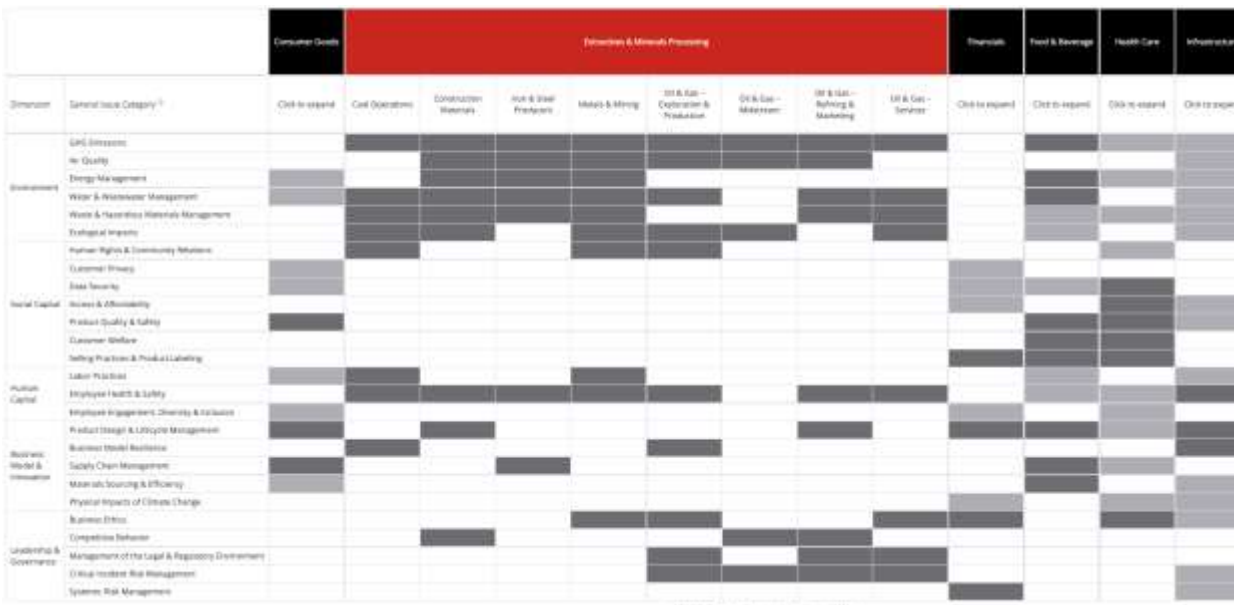 Consumer Goods
Extraction & Minerals Processing
Financials
Food & Beverage
Health Care
Infrastructure
Dimension
General Issue Category
Click to expand
Coal Operations
Construction Materials
Iron & Steel Producers
Metals & Mining
Oil & Gas – Exploration & Production
Oil & Gas – Midstream
Oil & Gas – Refining & Marketing
Oil & Gas – Services
Click to expand
Click to expand
Click to expand
Click to expan
Environment
GHG Emissions
Air Quality
Energy Management
Water & Wastewater Management
Waste & Hazardous Materials Management
Ecological Impacts
Social Capital
Human Rights & Community Relations
Customer Privacy
Data Security
Access & Affordability
Product Quality & Safety
Customer Welfare
Selling Practices & Product Labeling
Human Capital
Labor Practices
Employee Health & Safety
Employee Engagement, Diversity & Inclusion
Business Model & Innovation
Product Design & Lifecycle Management
Business Model Resilience
Supply Chain Management
Materials Sourcing & Efficiency
Physical Impacts of Climate Change
Leadership & Governance
Business Ethics
Competitive Behavior
Management of the Legal & Regulatory Environment
Critical Incident Risk Management
Systemic Risk Management